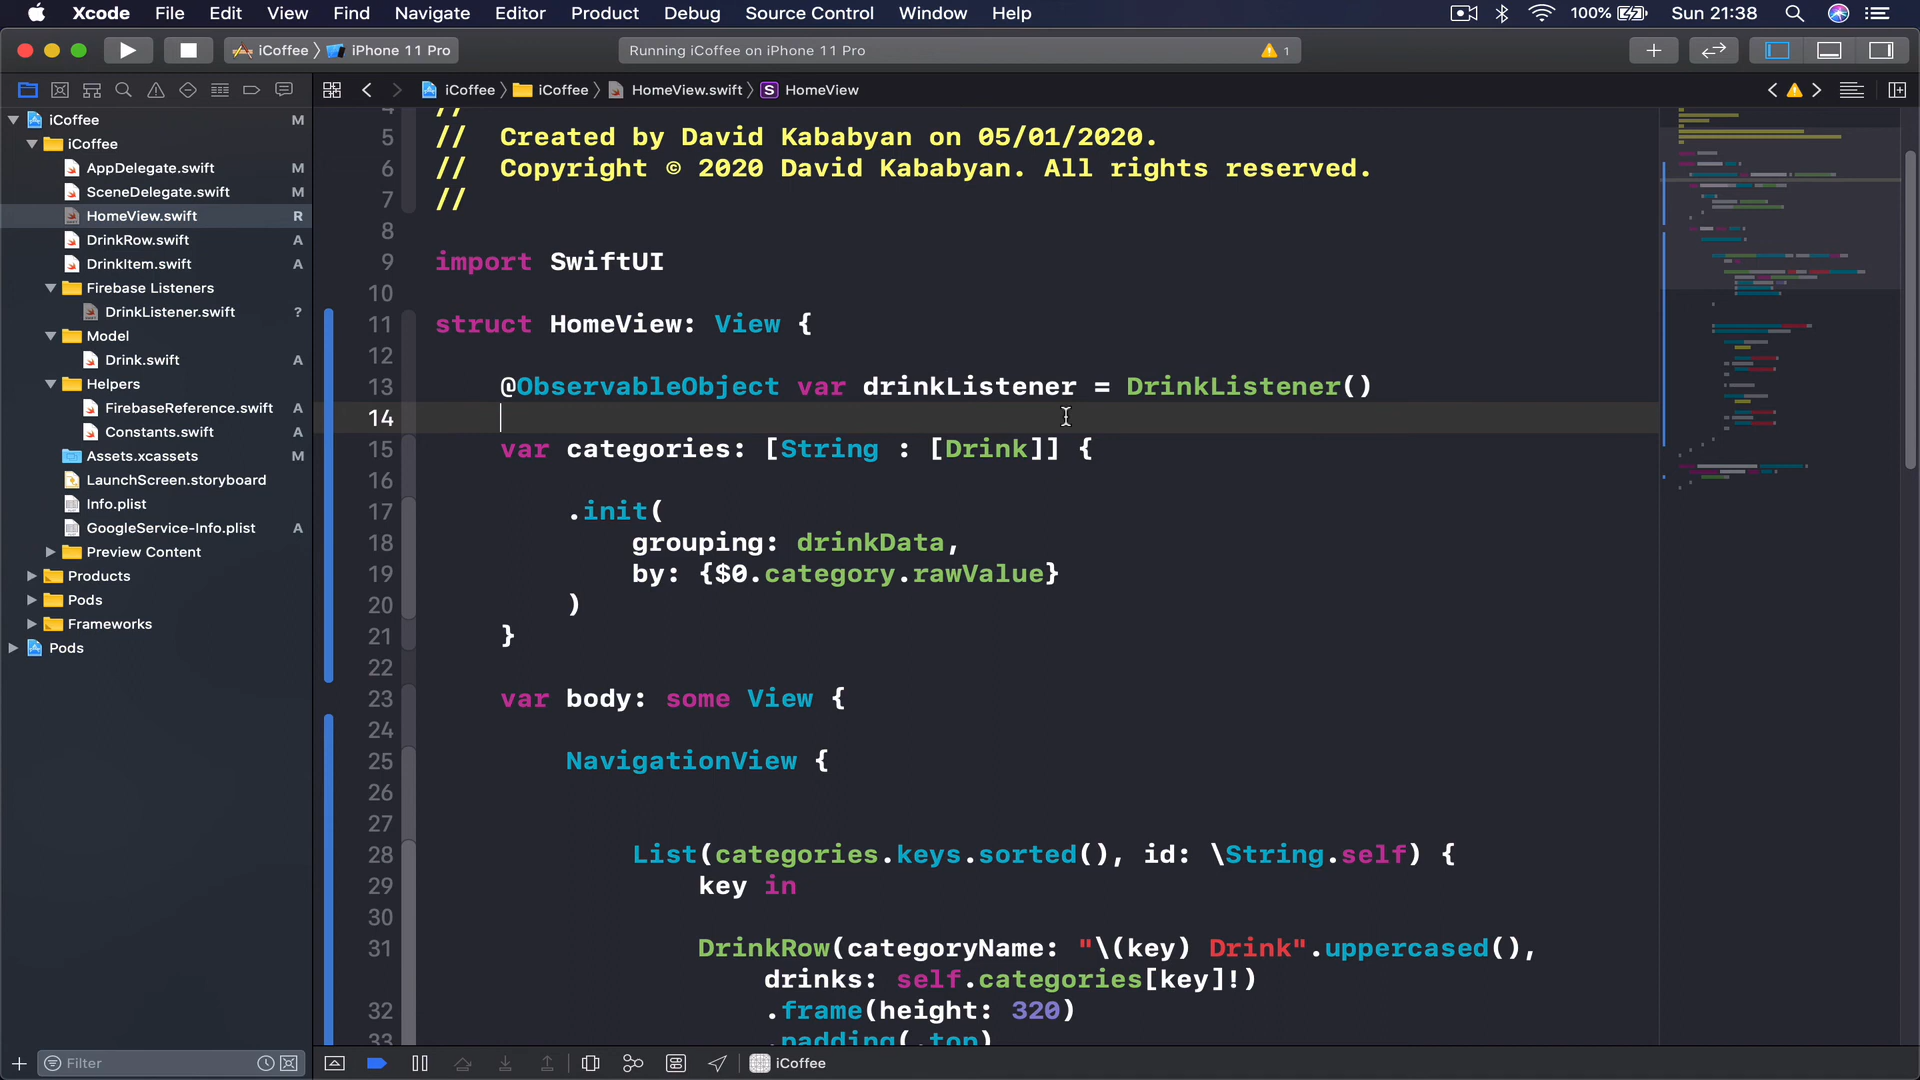 Xcode File Edit View Find Navigate Editor Product Debug Source Control Window Help 100% Sun 21:38
iCoffee iPhone 11 Pro Running iCoffee on iPhone 11 Pro 1
iCoffee iCoffee HomeView.swift S HomeView
iCoffee M
iCoffee
AppDelegate.swift M
SceneDelegate.swift M
HomeView.swift R
DrinkRow.swift A
DrinkItem.swift A
Firebase Listeners
DrinkListener.swift ?
Model
Drink.swift A
Helpers
FirebaseReference.swift A
Constants.swift A
Assets.xcassets M
LaunchScreen.storyboard
Info.plist
GoogleService-Info.plist A
Preview Content
Products
Pods
Frameworks
Pods
Filter
4 //
5 // Created by David Kababyan on 05/01/2020.
6 // Copyright © 2020 David Kababyan. All rights reserved.
7 //
8
9 import SwiftUI
10
11 struct HomeView: View {
12
13 @ObservableObject var drinkListener = DrinkListener()
14
15 var categories: [String : [Drink]] {
16
17 .init(
18 grouping: drinkData,
19 by: {$0.category.rawValue}
20 )
21 }
22
23 var body: some View {
24
25 NavigationView {
26
27
28 List(categories.keys.sorted(), id: \String.self) {
29 key in
30
31 DrinkRow(categoryName: "\(key) Drink".uppercased(),
drinks: self.categories[key]!)
32 .frame(height: 320)
33 .padding(.top)
iCoffee